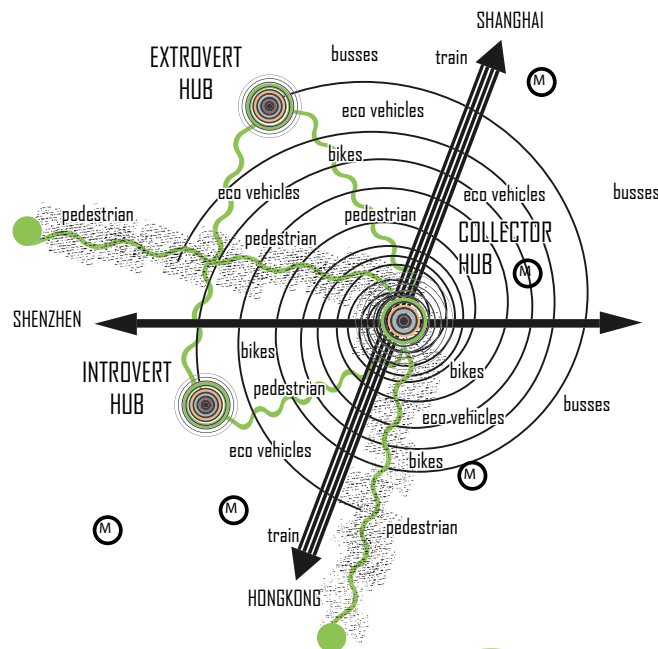 SHANGHAI
EXTROVERT
HUB
busses
train
M
eco vehicles
bikes
eco vehicles
eco vehicles
busses
pedestrian
pedestrian
pedestrian
COLLECTOR
HUB
M
SHENZHEN
INTROVERT
HUB
bikes
pedestrian
bikes
busses
eco vehicles
eco vehicles
bikes
M
M
M
pedestrian
train
HONGKONG